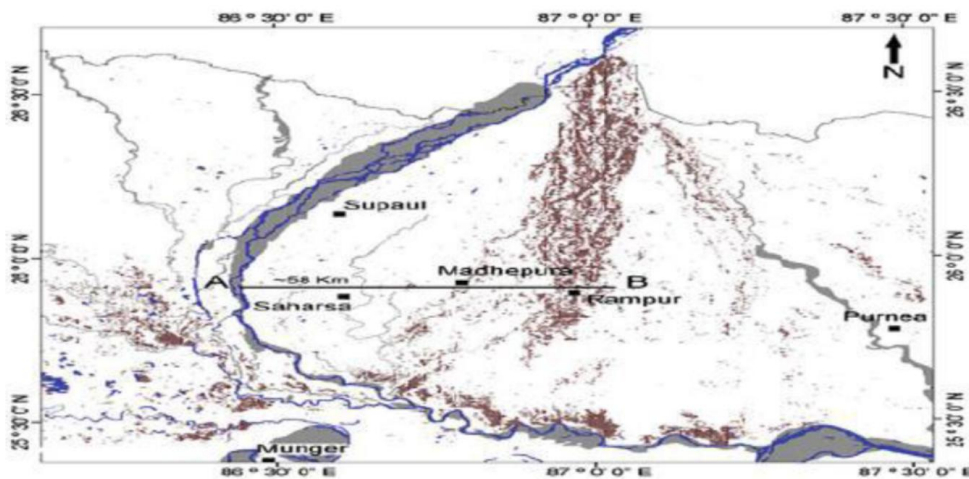 86° 30' 0" E 87° 0' 0" E 87° 30' 0" E
N
26°30'0"N 26°30'0"N
Supaul
26°0'0"N 26°0'0"N
A ~58 Km Madhepura B
Saharsa Rampur
Purnea
25°30'0"N 25°30'0"N
Munger
86° 30' 0" E 87° 0' 0" E 87° 30' 0" E